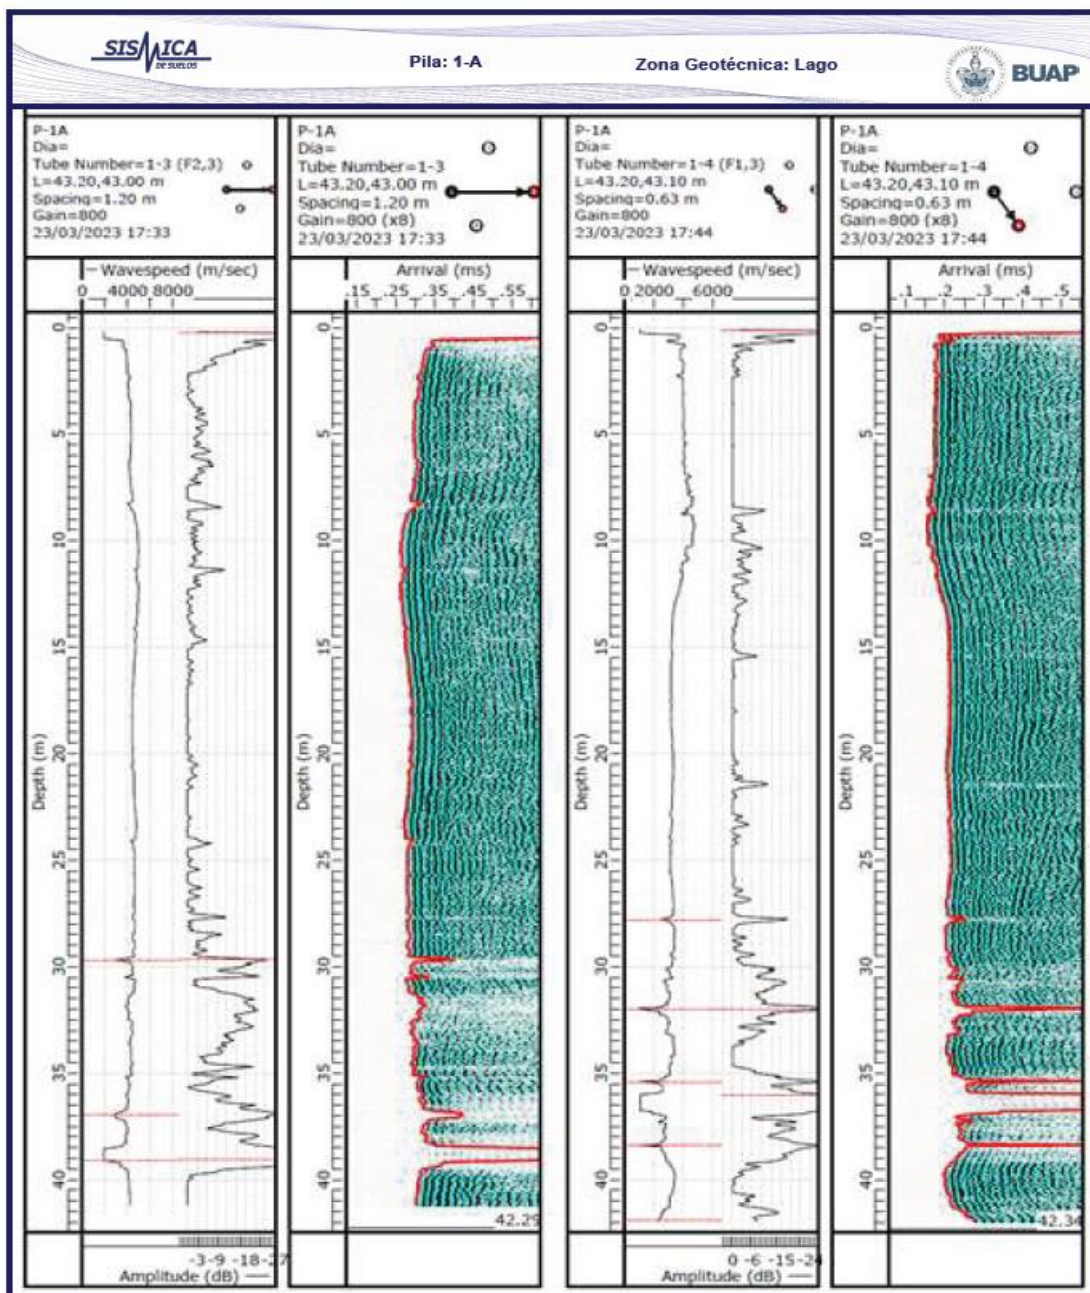 SISMICA
DE SUELOS
Pila: 1-A
Zona Geotécnica: Lago
BUAP
P-1A
Dia=
Tube Number=1-3 (F2,3)
L=43.20,43.00 m
Spacing=1.20 m
Gain=800
23/03/2023 17:33
Wavespeed (m/sec)
0 4000 8000
0 5 10 15 20 25 30 35 40
Depth (m)
-3-9 -18-27
Amplitude (dB)
P-1A
Dia=
Tube Number=1-3
L=43.20,43.00 m
Spacing=1.20 m
Gain=800 (x8)
23/03/2023 17:33
Arrival (ms)
.15 .25 .35 .45 .55
0 5 10 15 20 25 30 35 40
42.29
P-1A
Dia=
Tube Number=1-4 (F1,3)
L=43.20,43.10 m
Spacing=0.63 m
Gain=800
23/03/2023 17:44
Wavespeed (m/sec)
0 2000 6000
0 5 10 15 20 25 30 35 40
Depth (m)
0 -6 -15-24
Amplitude (dB)
P-1A
Dia=
Tube Number=1-4
L=43.20,43.10 m
Spacing=0.63 m
Gain=800 (x8)
23/03/2023 17:44
Arrival (ms)
.1 .2 .3 .4 .5
0 5 10 15 20 25 30 35 40
42.34